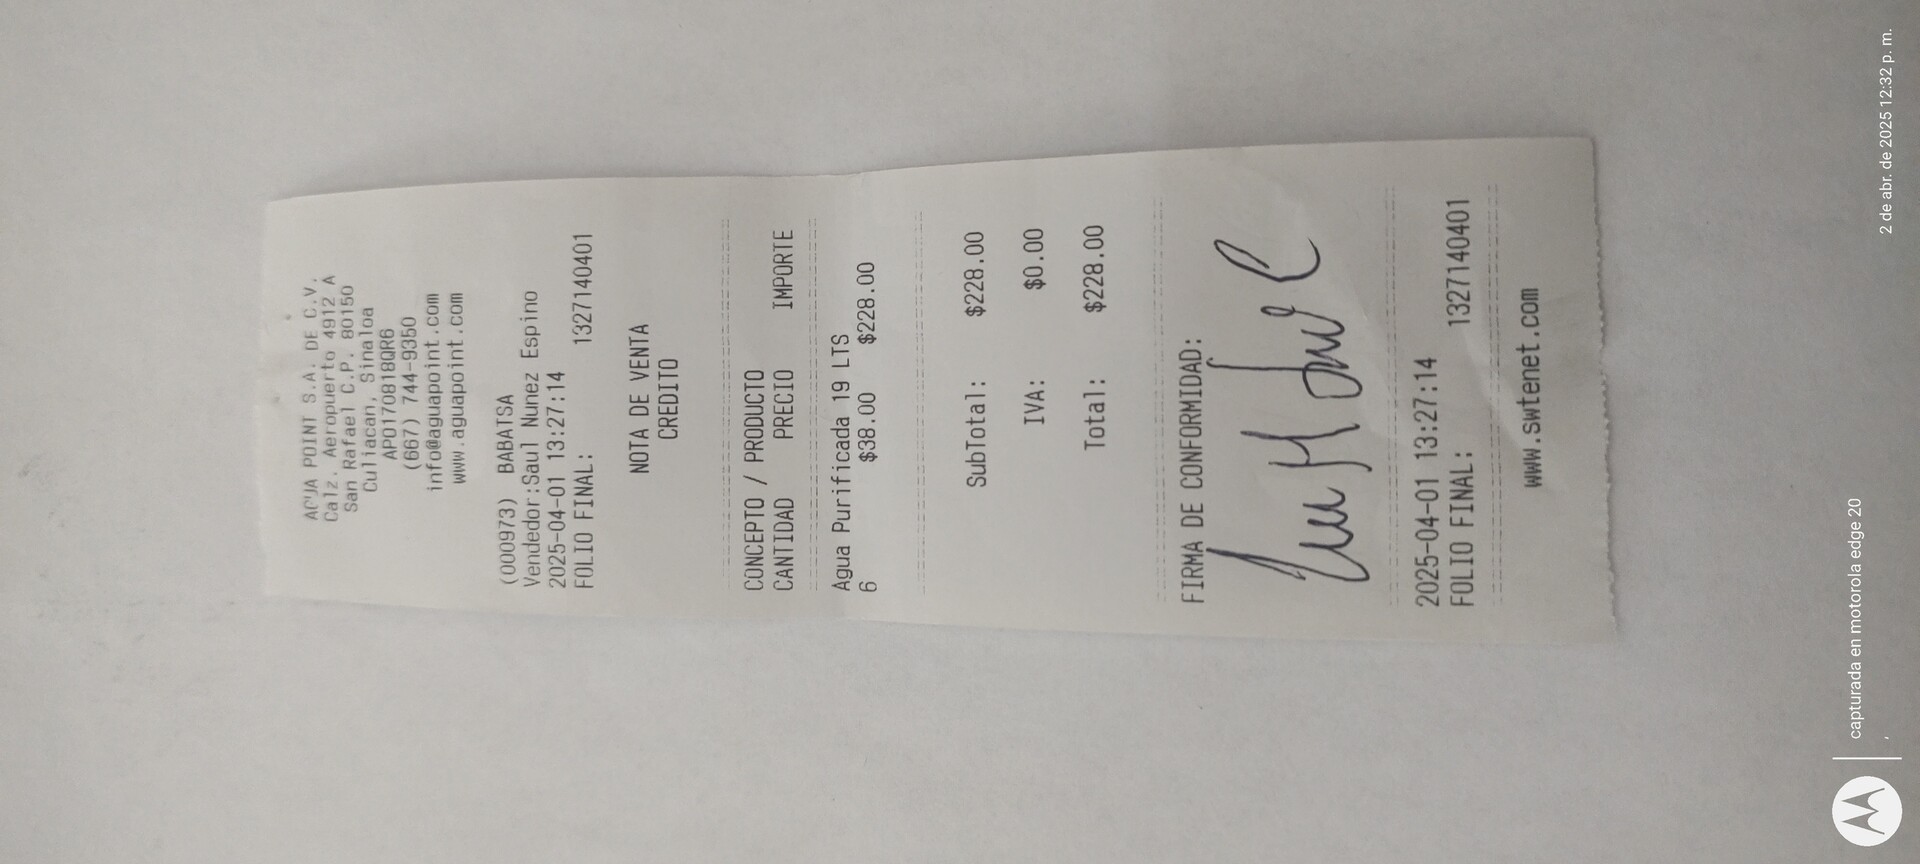 AQUA POINT S.A. DE C.V.
Calz. Aeropuerto 4912 A
San Rafael C.P. 80150
Culiacan, Sinaloa
APO170818QR6
(667) 744-9350
info@aguapoint.com
www.aguapoint.com
(000973) BABATSA
Vendedor:Saul Nunez Espino
2025-04-01 13:27:14
FOLIO FINAL: 1327140401
NOTA DE VENTA
CREDITO
CONCEPTO / PRODUCTO
CANTIDAD PRECIO IMPORTE
Agua Purificada 19 LTS
6 $38.00 $228.00
SubTotal: $228.00
IVA: $0.00
Total: $228.00
FIRMA DE CONFORMIDAD:
2025-04-01 13:27:14
FOLIO FINAL: 1327140401
www.swtenet.com
capturada en motorola edge 20
,
2 de abr. de 2025 12:32 p. m.